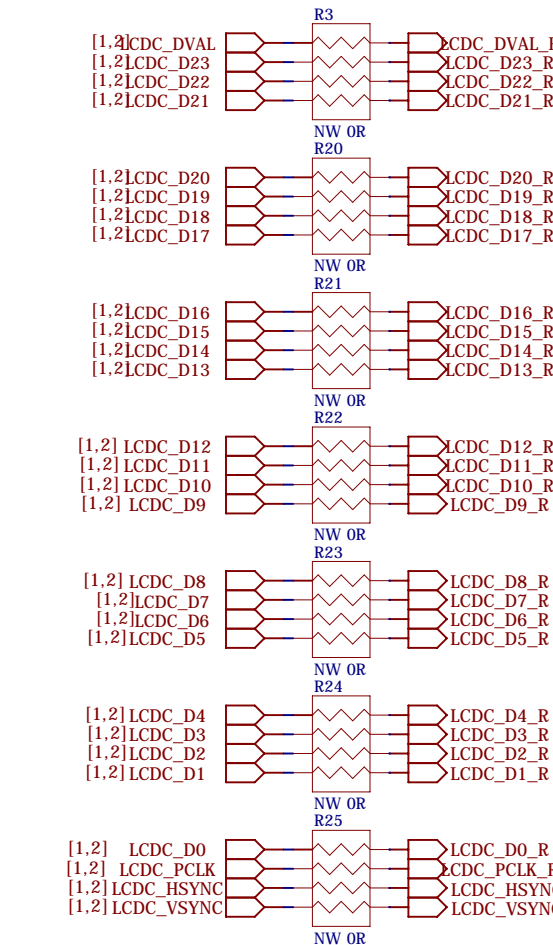 R3
[1,2]LCDC_DVAL LCDC_DVAL_R
[1,2]LCDC_D23 LCDC_D23_R
[1,2]LCDC_D22 LCDC_D22_R
[1,2]LCDC_D21 LCDC_D21_R
NW 0R
R20
[1,2]LCDC_D20 LCDC_D20_R
[1,2]LCDC_D19 LCDC_D19_R
[1,2]LCDC_D18 LCDC_D18_R
[1,2]LCDC_D17 LCDC_D17_R
NW 0R
R21
[1,2]LCDC_D16 LCDC_D16_R
[1,2]LCDC_D15 LCDC_D15_R
[1,2]LCDC_D14 LCDC_D14_R
[1,2]LCDC_D13 LCDC_D13_R
NW 0R
R22
[1,2] LCDC_D12 LCDC_D12_R
[1,2] LCDC_D11 LCDC_D11_R
[1,2] LCDC_D10 LCDC_D10_R
[1,2] LCDC_D9 LCDC_D9_R
NW 0R
R23
[1,2] LCDC_D8 LCDC_D8_R
[1,2]LCDC_D7 LCDC_D7_R
[1,2]LCDC_D6 LCDC_D6_R
[1,2]LCDC_D5 LCDC_D5_R
NW 0R
R24
[1,2] LCDC_D4 LCDC_D4_R
[1,2] LCDC_D3 LCDC_D3_R
[1,2] LCDC_D2 LCDC_D2_R
[1,2] LCDC_D1 LCDC_D1_R
NW 0R
R25
[1,2] LCDC_D0 LCDC_D0_R
[1,2] LCDC_PCLK LCDC_PCLK_R
[1,2] LCDC_HSYNC LCDC_HSYNC
[1,2] LCDC_VSYNC LCDC_VSYNC
NW 0R